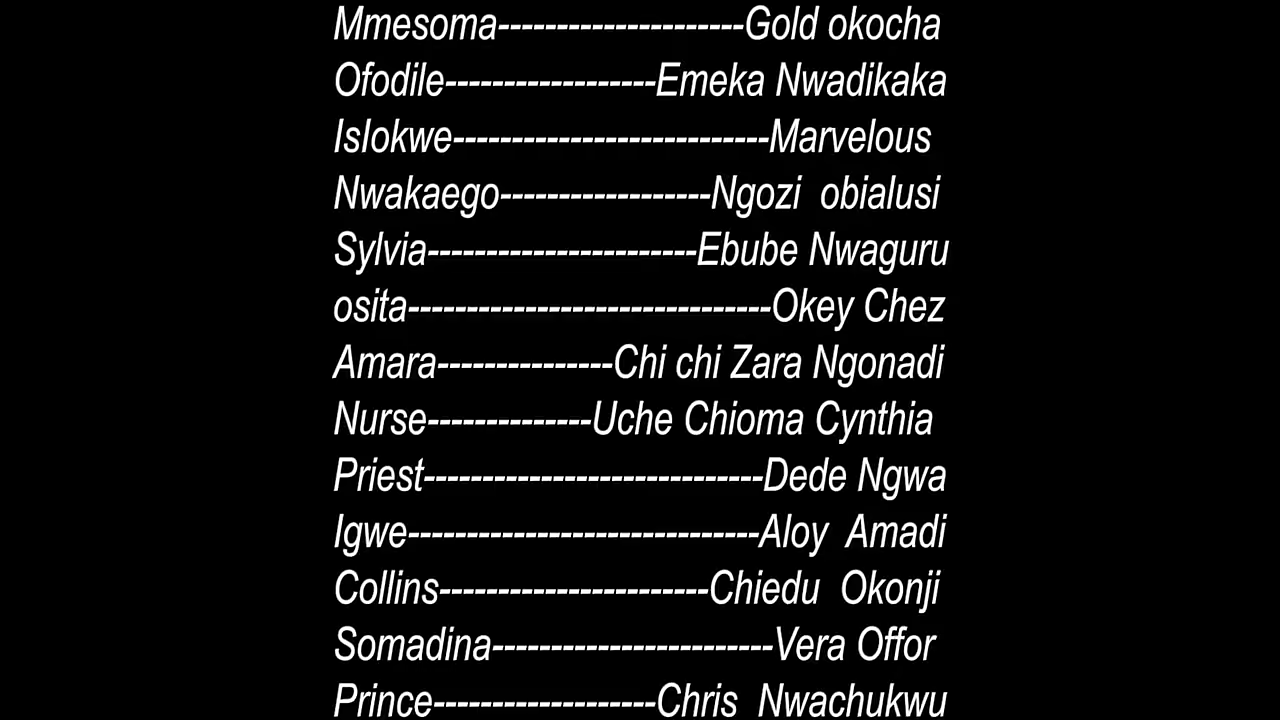 Mmesoma---------------------Gold okocha
Ofodile------------------Emeka Nwadikaka
IsIokwe---------------------------Marvelous
Nwakaego------------------Ngozi  obialusi
Sylvia-----------------------Ebube Nwaguru
osita-------------------------------Okey Chez
Amara---------------Chi chi Zara Ngonadi
Nurse--------------Uche Chioma Cynthia
Priest-----------------------------Dede Ngwa
Igwe------------------------------Aloy  Amadi
Collins-----------------------Chiedu  Okonji
Somadina------------------------Vera Offor
Prince-------------------Chris  Nwachukwu